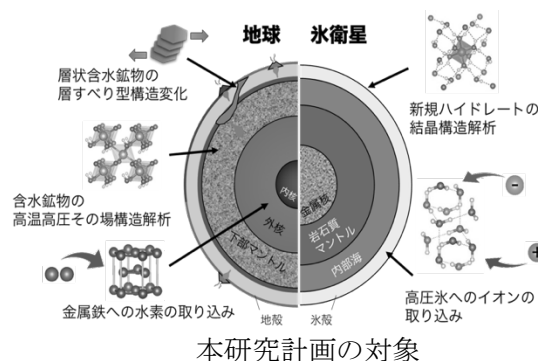 地球
氷衛星
層状含水鉱物の
層すべり型構造変化
含水鉱物の
高温高圧その場構造解析
金属鉄への水素の取り込み
内核
外核
下部マントル
地殻
金属核
岩石質
マントル
内部海
氷殻
新規ハイドレートの
結晶構造解析
-
+
高圧氷へのイオンの
取り込み
本研究計画の対象